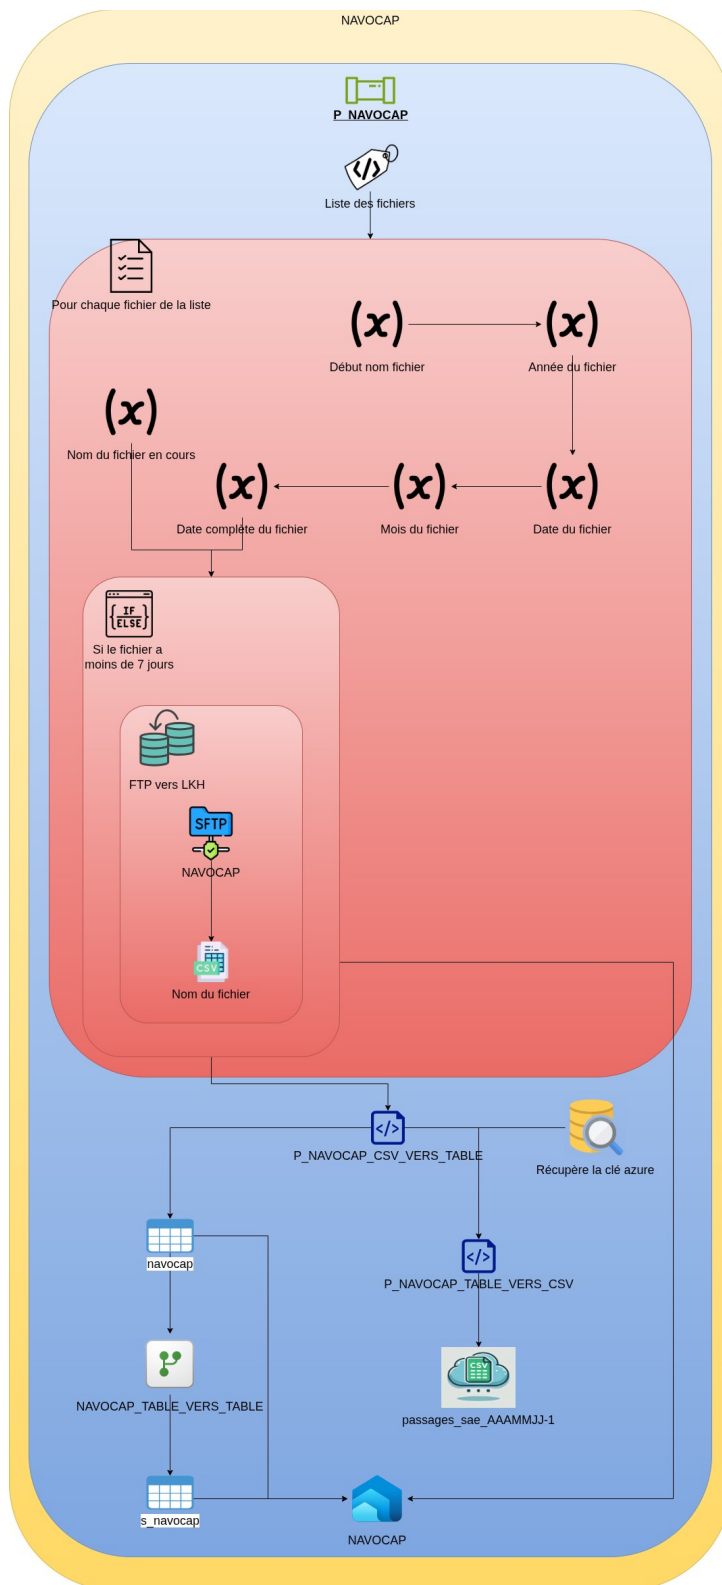 NAVOCAP
P_NAVOCAP
</>
Liste des fichiers
Pour chaque fichier de la liste
(x)
(x)
Début nom fichier
Année du fichier
(x)
Nom du fichier en cours
(x)
(x)
(x)
Date complète du fichier
Mois du fichier
Date du fichier
IF
{ELSE}
Si le fichier a
moins de 7 jours
FTP vers LKH
SFTP
NAVOCAP
CSV
Nom du fichier
</>
P_NAVOCAP_CSV_VERS_TABLE
Récupère la clé azure
navocap
</>
P_NAVOCAP_TABLE_VERS_CSV
NAVOCAP_TABLE_VERS_TABLE
CSV
passages_sae_AAAMMJJ-1
s_navocap
NAVOCAP